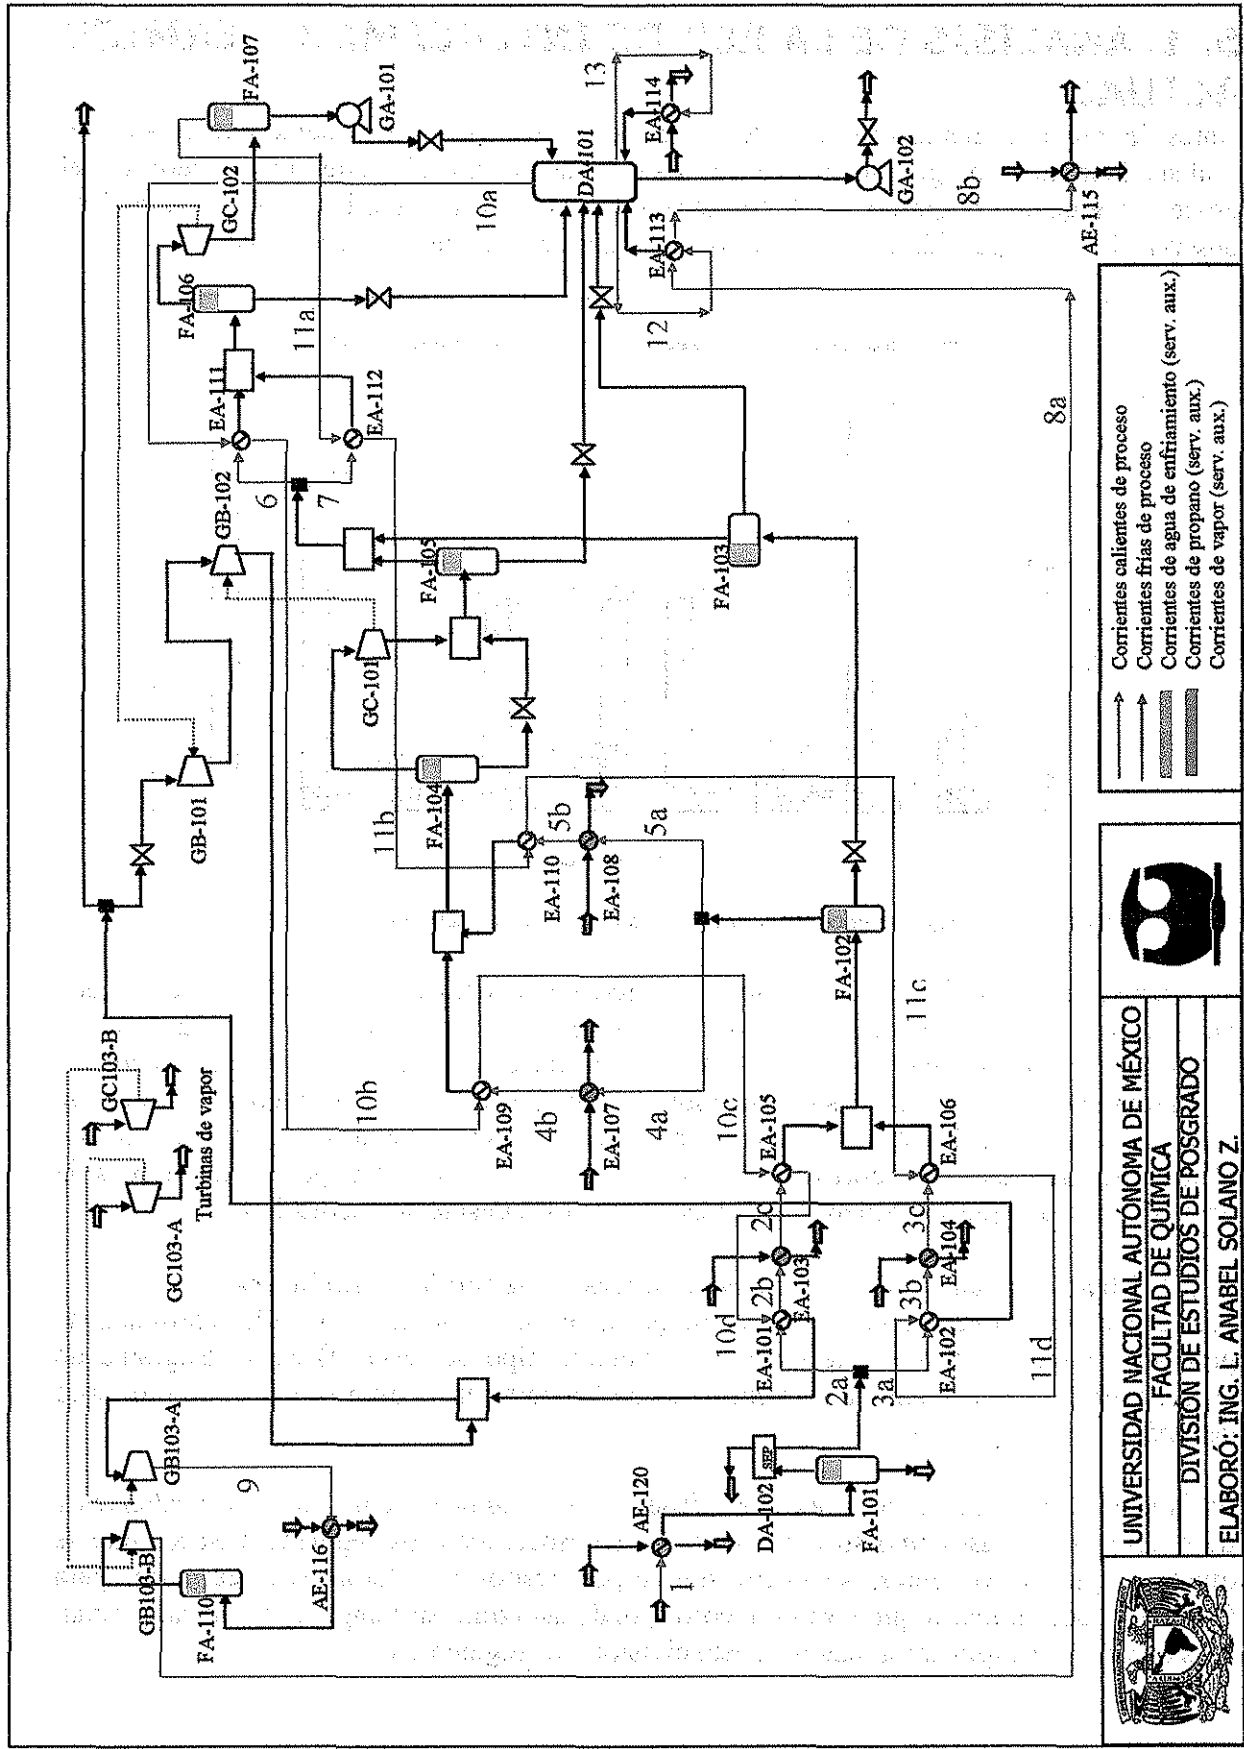 GB103-B
GB103-A
FA-110
AE-116
9
GC103-A
GC103-B
Turbinas de vapor
GB-101
GB-102
GC-102
FA-107
GA-101
FA-106
EA-111
11a
10a
EA-112
6
7
DA-101
13
EA-114
EA-113
12
GA-102
8b
AE-115
8a
GC-101
FA-105
FA-104
FA-103
11b
10b
EA-110
5b
EA-108
5a
EA-109
4b
EA-107
4a
FA-102
11c
10c
EA-105
EA-106
2c
3c
EA-103
EA-104
2b
3b
10d
EA-101
EA-102
2a
3a
11d
AE-120
1
DA-102
SEP
FA-101
UNIVERSIDAD NACIONAL AUTÓNOMA DE MÉXICO
FACULTAD DE QUIMICA
DIVISION DE ESTUDIOS DE POSGRADO
ELABORÓ: ING. L. ANABEL SOLANO Z.
Corrientes calientes de proceso
Corrientes frías de proceso
Corrientes de agua de enfriamiento (serv. aux.)
Corrientes de propano (serv. aux.)
Corrientes de vapor (serv. aux.)